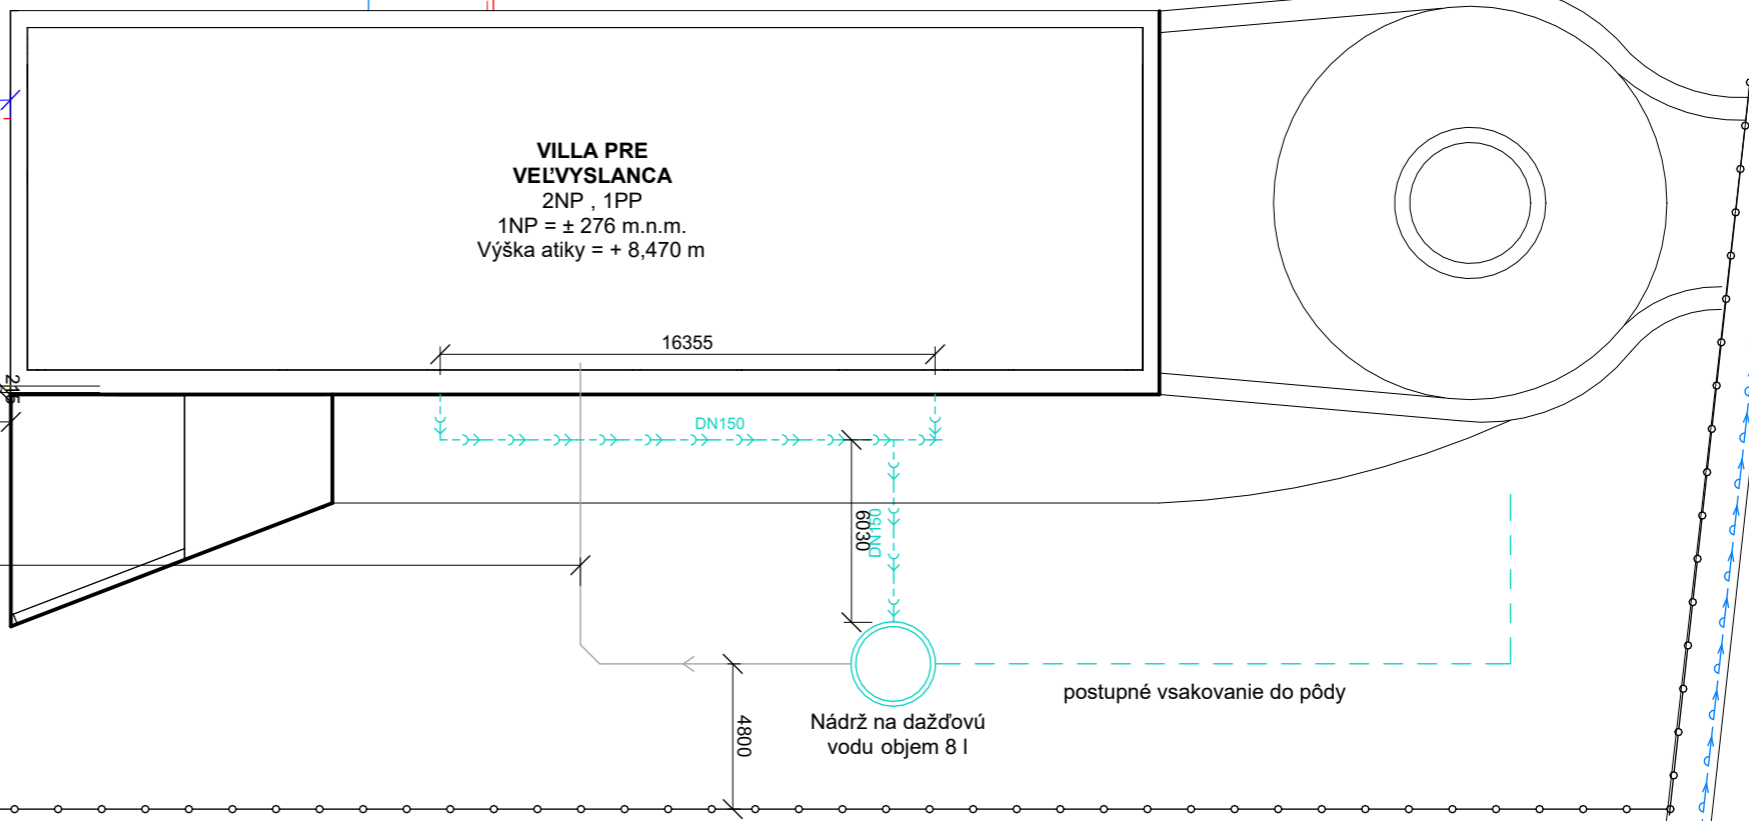 VILLA PRE
VEĽVYSLANCA
2NP , 1PP
1NP = ± 276 m.n.m.
Výška atiky = + 8,470 m
16355
DN150
6030
DN150
postupné vsakovanie do pôdy
Nádrž na dažďovú
vodu objem 8 l
4800